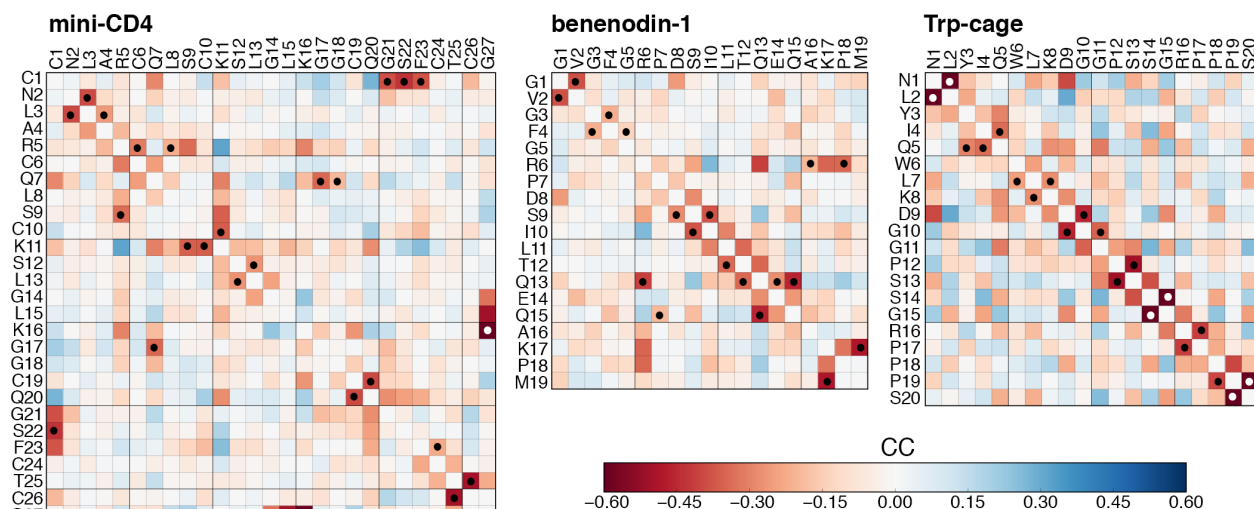 mini-CD4
benenodin-1
Trp-cage
C1 N2 L3 A4 R5 C6 Q7 L8 S9 C10 K11 S12 L13 G14 L15 K16 G17 G18 C19 Q20 G21 S22 F23 C24 T25 C26 G27
G1 V2 G3 F4 G5 R6 P7 D8 S9 I10 L11 T12 Q13 E14 Q15 A16 K17 P18 M19
N1 L2 Y3 I4 Q5 W6 L7 K8 D9 G10 G11 P12 S13 S14 G15 R16 P17 P18 P19 S20
C1
N2
L3
A4
R5
C6
Q7
L8
S9
C10
K11
S12
L13
G14
L15
K16
G17
G18
C19
Q20
G21
S22
F23
C24
T25
C26
G1
V2
G3
F4
G5
R6
P7
D8
S9
I10
L11
T12
Q13
E14
Q15
A16
K17
P18
M19
N1
L2
Y3
I4
Q5
W6
L7
K8
D9
G10
G11
P12
S13
S14
G15
R16
P17
P18
P19
S20
CC
−0.60 −0.45 −0.30 −0.15 0.00 0.15 0.30 0.45 0.60